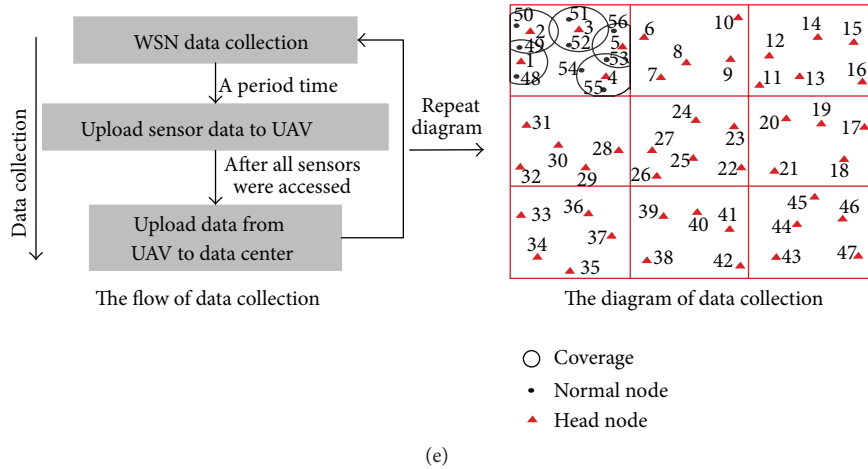 Data collection
WSN data collection
A period time
Upload sensor data to UAV
After all sensors
were accessed
Upload data from
UAV to data center
The flow of data collection
Repeat
diagram
50 51 56
2 3 5
49 52 53
1 54 4
48 55
6 10
8
7 9
14 15
12
11 13 16
31
30 28
32 29
24 23
27 25
26 22
20 19 17
21 18
33 36
34 37
35
39 40 41
38 42
45 46
44
43 47
The diagram of data collection
Coverage
Normal node
Head node
(e)